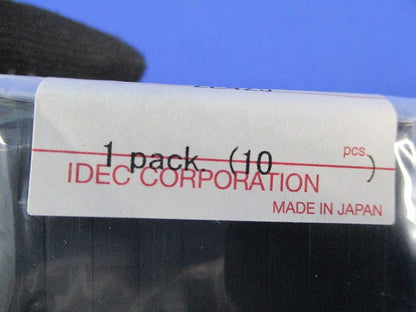 1 pack. (10 pcs )
IDEC CORPORATION
MADE IN JAPAN